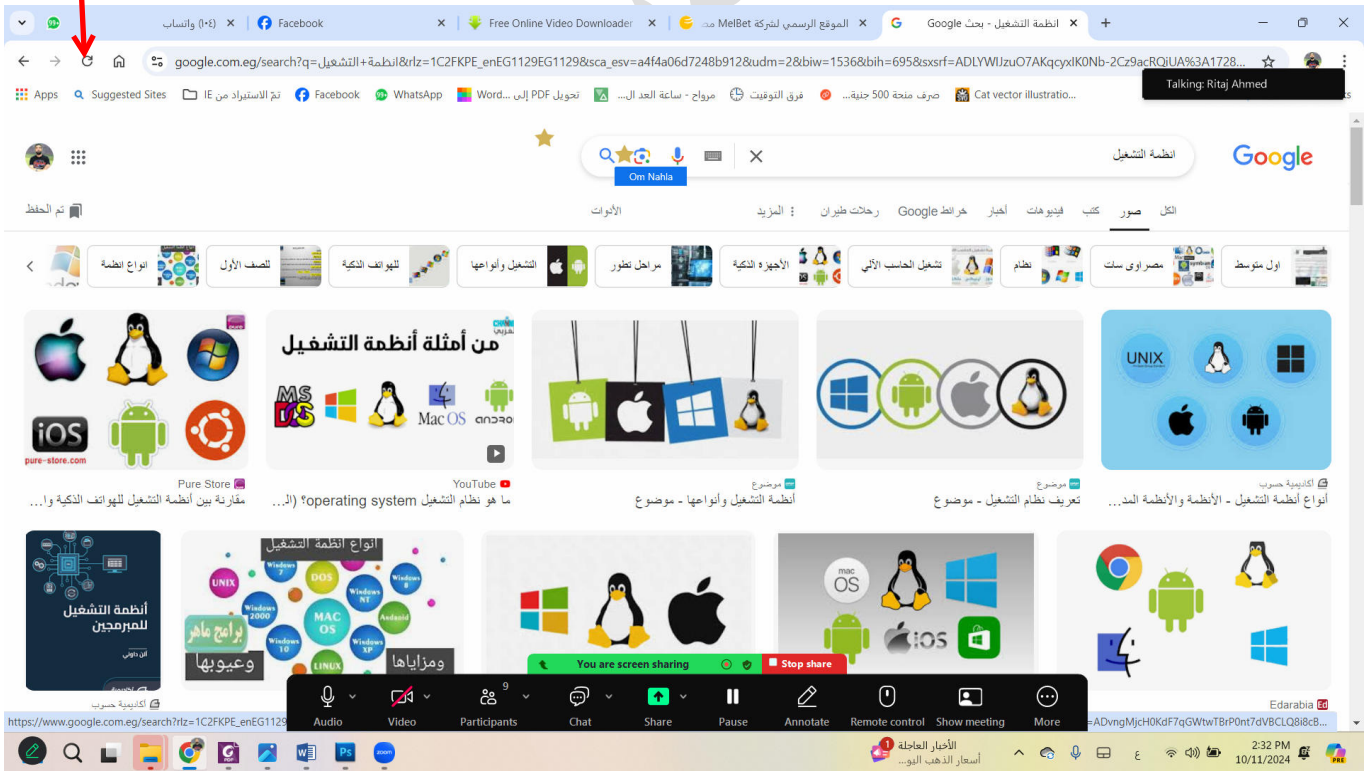 (١٠٤) واتساب
Facebook
Free Online Video Downloader
الموقع الرسمي لشركة MelBet مد
انظمة التشغيل - بحث Google
google.com.eg/search?q=انظمة+التشغيل&rlz=1C2FKPE_enEG1129EG1129&sca_esv=a4f4a06d7248b912&udm=2&biw=1536&bih=695&sxsrf=ADLYWIJzuO7AKqcyxIK0Nb-2Cz9acRQiUA%3A1728...
Apps
Suggested Sites
تمّ الاستيراد من IE
Facebook
WhatsApp
تحويل PDF إلى Word...
مرواح - ساعة العد ال...
فرق التوقيت
صرف منحة 500 جنية...
Cat vector illustratio...
Talking: Ritaj Ahmed
Google
انظمة التشغيل
Om Nahla
الكل
صور
كتب
فيديوهات
أخبار
خرائط Google
رحلات طيران
المزيد
الأدوات
تم الحفظ
اول متوسط
مصراوى سات
نظام
تشغيل الحاسب الآلي
الأجهزه الذكية
مراحل تطور
التشغيل وأنواعها
للهواتف الذكية
للصف الأول
انواع انظمة
UNIX
من أمثلة أنظمة التشغيل
MS DOS
Mac OS
android
iOS
pure-store.com
أكاديمية حسوب
أنواع أنظمة التشغيل - الأنظمة والأنظمة المد...
موضوع
تعريف نظام التشغيل - موضوع
موضوع
أنظمة التشغيل وأنواعها - موضوع
YouTube
ما هو نظام التشغيل operating system؟ (الـ...
Pure Store
مقارنة بين أنظمة التشغيل للهواتف الذكية وا...
mac OS
iOS
أنواع انظمة التشغيل
Windows 7
DOS
Windows 8
UNIX
Windows NT
Windows 2000
MAC OS
Android
Windows 10
Windows XP
LINUX
برامج ماهر
ومزاياها
وعيوبها
أنظمة التشغيل
للمبرمجين
ألن داوني
Edarabia
أكاديمية حسوب
You are screen sharing
Stop share
Audio
Video
Participants
9
Chat
Share
Pause
Annotate
Remote control
Show meeting
More
https://www.google.com.eg/search?rlz=1C2FKPE_enEG1129
=ADvngMjcH0KdF7qGWtwTBrP0nt7dVBCLQ8i8cB...
الأخبار العاجلة
أسعار الذهب اليو...
ع
2:32 PM
10/11/2024